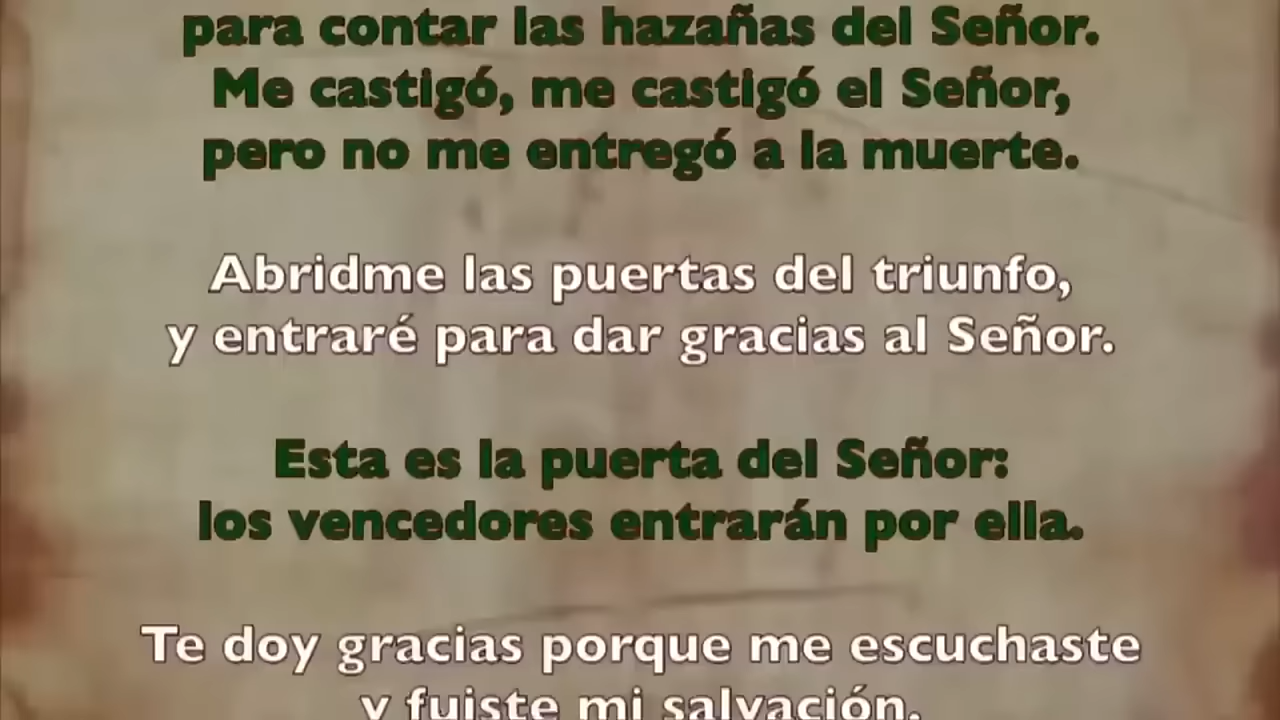 para contar las hazañas del Señor.
Me castigó, me castigó el Señor,
pero no me entregó a la muerte.
Abridme las puertas del triunfo,
y entraré para dar gracias al Señor.
Esta es la puerta del Señor:
los vencedores entrarán por ella.
Te doy gracias porque me escuchaste
y fuiste mi salvación.